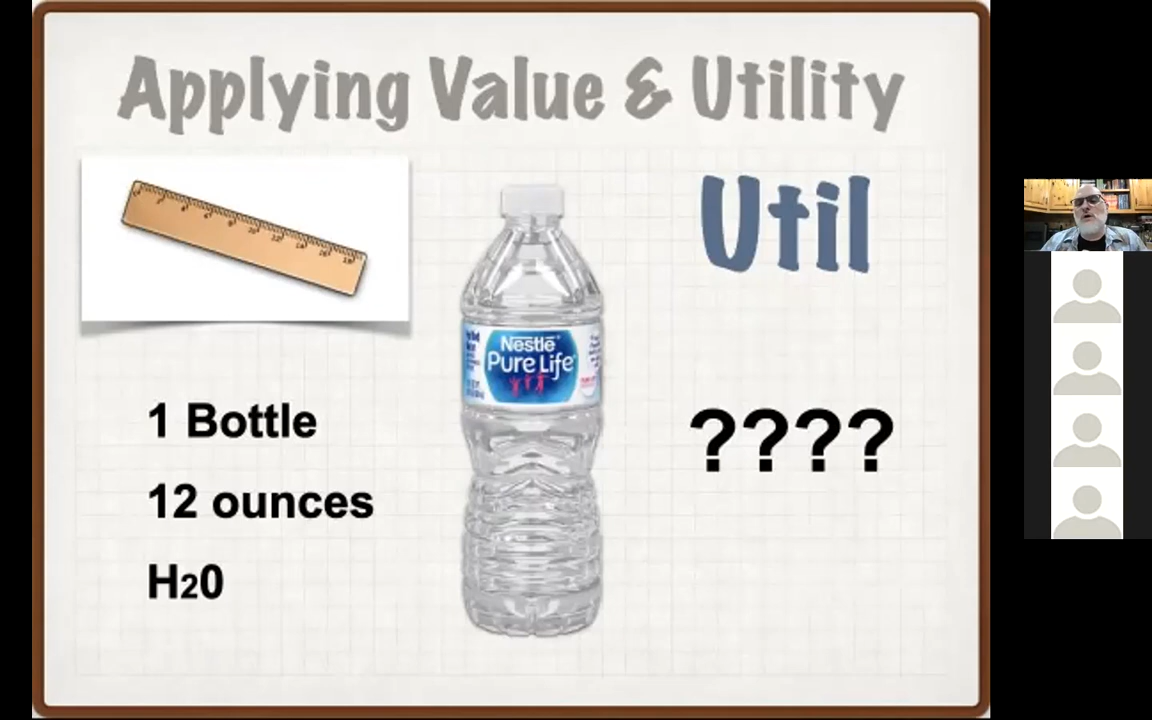 Applying Value & Utility
Util
Nestlé
Pure Life
1 Bottle
12 ounces
H20
????